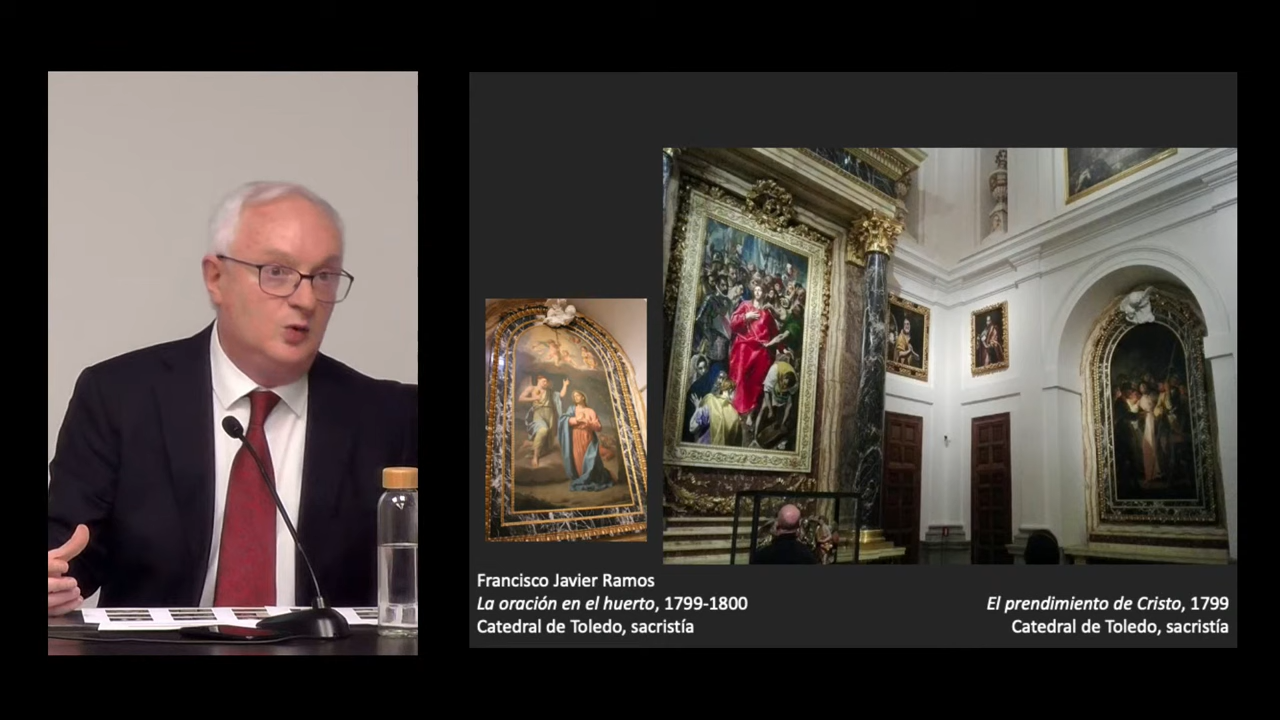 Francisco Javier Ramos
La oración en el huerto, 1799-1800
Catedral de Toledo, sacristía
El prendimiento de Cristo, 1799
Catedral de Toledo, sacristía